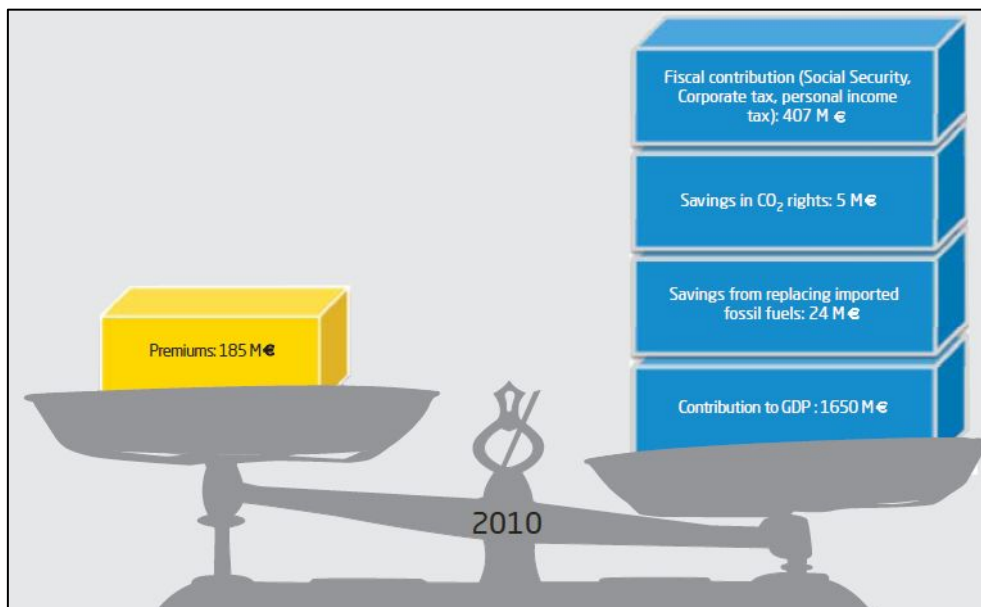 Fiscal contribution (Social Security,
Corporate tax, personal income
tax): 407 M €
Savings in CO₂ rights: 5 M€
Savings from replacing imported
fossil fuels: 24 M€
Premiums: 185 M€
Contribution to GDP : 1650 M€
2010